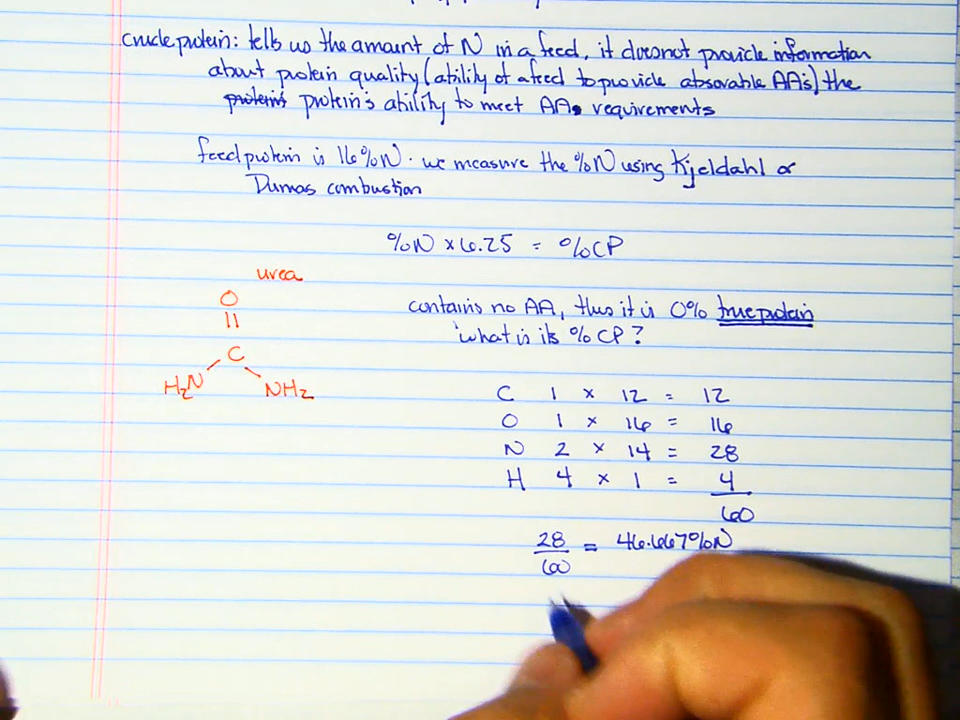 crude protein: tells us the amount of N in a feed, it does not provide information
about protein quality (ability of a feed to provide absorable AA's) the
protein's protein's ability to meet AAs requirements
feed protein is 16%N. we measure the %N using Kjeldahl or
Dumas combustion
%N x 6.25 = %CP
urea
O
||
C
H2N NH2
contains no AA, thus it is 0% true protein
what is its %CP?
C 1 x 12 = 12
O 1 x 16 = 16
N 2 x 14 = 28
H 4 x 1 = 4
60
28/60 = 46.667%N